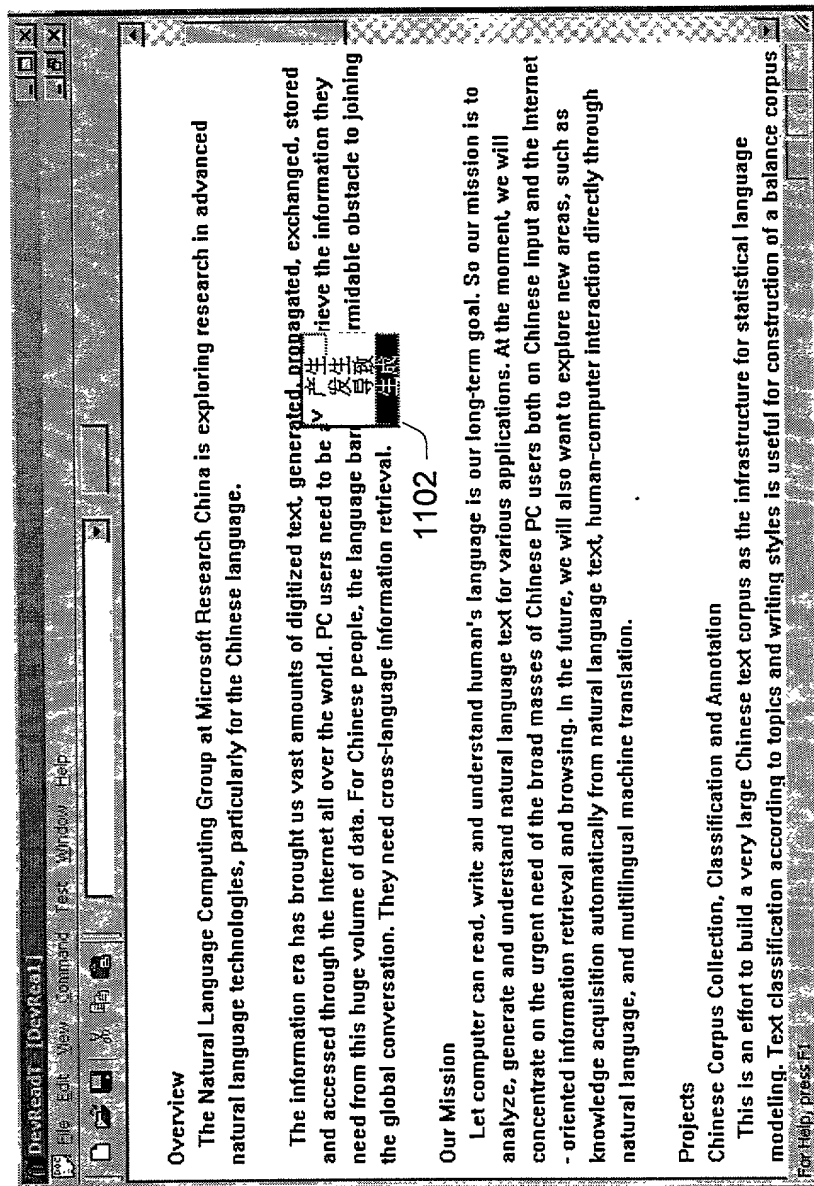 DevRead1 - [DevRea1]
File Edit View Command Test Window Help
Overview
The Natural Language Computing Group at Microsoft Research China is exploring research in advanced
natural language technologies, particularly for the Chinese language.
The information era has brought us vast amounts of digitized text, generated, propagated, exchanged, stored
and accessed through the Internet all over the world. PC users need to be a rieve the information they
need from this huge volume of data. For Chinese people, the language bar rmidable obstacle to joining
the global conversation. They need cross-language information retrieval.
v 产生
发生
导致
生成
1102
Our Mission
Let computer can read, write and understand human's language is our long-term goal. So our mission is to
analyze, generate and understand natural language text for various applications. At the moment, we will
concentrate on the urgent need of the broad masses of Chinese PC users both on Chinese input and the Internet
- oriented information retrieval and browsing. In the future, we will also want to explore new areas, such as
knowledge acquisition automatically from natural language text, human-computer interaction directly through
natural language, and multilingual machine translation.
Projects
Chinese Corpus Collection, Classification and Annotation
This is an effort to build a very large Chinese text corpus as the infrastructure for statistical language
modeling. Text classification according to topics and writing styles is useful for construction of a balance corpus
For Help, press F1